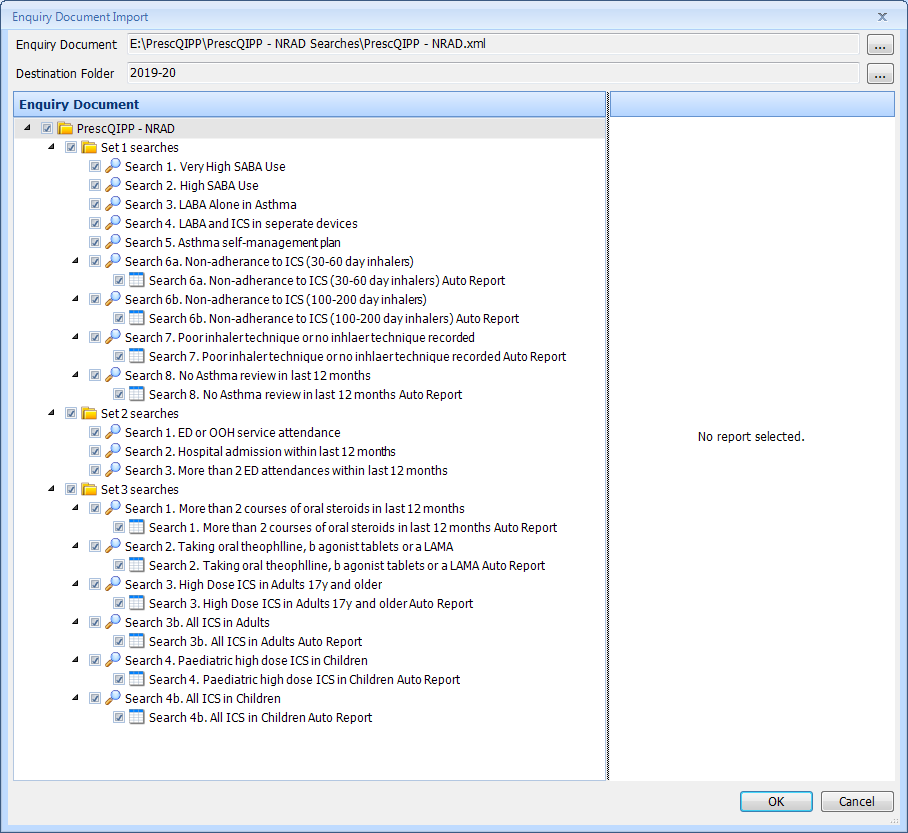 Enquiry Document Import
Enquiry Document E:\PrescQIPP\PrescQIPP - NRAD Searches\PrescQIPP - NRAD.xml ...
Destination Folder 2019-20 ...
Enquiry Document
PrescQIPP - NRAD
Set 1 searches
Search 1. Very High SABA Use
Search 2. High SABA Use
Search 3. LABA Alone in Asthma
Search 4. LABA and ICS in seperate devices
Search 5. Asthma self-management plan
Search 6a. Non-adherance to ICS (30-60 day inhalers)
Search 6a. Non-adherance to ICS (30-60 day inhalers) Auto Report
Search 6b. Non-adherance to ICS (100-200 day inhalers)
Search 6b. Non-adherance to ICS (100-200 day inhalers) Auto Report
Search 7. Poor inhaler technique or no inhlaer technique recorded
Search 7. Poor inhaler technique or no inhlaer technique recorded Auto Report
Search 8. No Asthma review in last 12 months
Search 8. No Asthma review in last 12 months Auto Report
Set 2 searches
Search 1. ED or OOH service attendance
Search 2. Hospital admission within last 12 months
Search 3. More than 2 ED attendances within last 12 months
Set 3 searches
Search 1. More than 2 courses of oral steroids in last 12 months
Search 1. More than 2 courses of oral steroids in last 12 months Auto Report
Search 2. Taking oral theophlline, b agonist tablets or a LAMA
Search 2. Taking oral theophlline, b agonist tablets or a LAMA Auto Report
Search 3. High Dose ICS in Adults 17y and older
Search 3. High Dose ICS in Adults 17y and older Auto Report
Search 3b. All ICS in Adults
Search 3b. All ICS in Adults Auto Report
Search 4. Paediatric high dose ICS in Children
Search 4. Paediatric high dose ICS in Children Auto Report
Search 4b. All ICS in Children
Search 4b. All ICS in Children Auto Report
No report selected.
OK Cancel